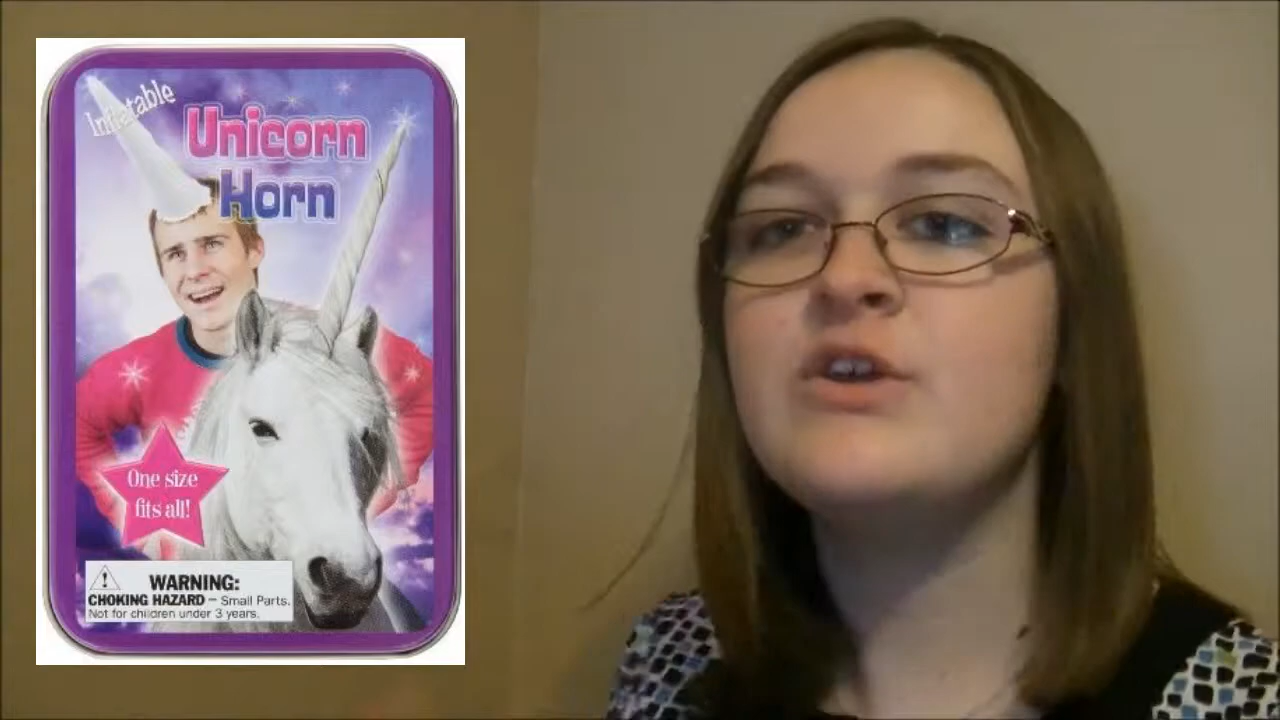 Inflatable
Unicorn
Horn
One size
fits all!
WARNING:
CHOKING HAZARD – Small Parts.
Not for children under 3 years.